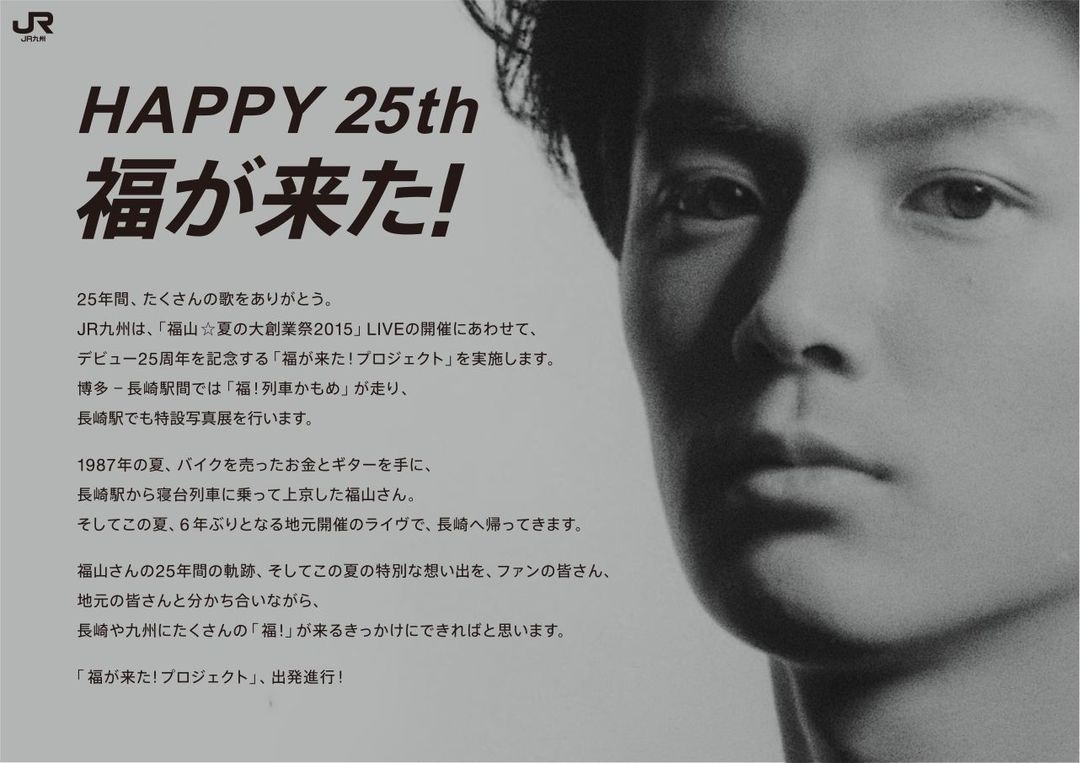 JR
JR九州
HAPPY 25th
福が来た!
25年間、たくさんの歌をありがとう。
JR九州は、「福山☆夏の大創業祭2015」LIVEの開催にあわせて、
デビュー25周年を記念する「福が来た!プロジェクト」を実施します。
博多－長崎駅間では「福!列車かもめ」が走り、
長崎駅でも特設写真展を行います。
1987年の夏、バイクを売ったお金とギターを手に、
長崎駅から寝台列車に乗って上京した福山さん。
そしてこの夏、6年ぶりとなる地元開催のライヴで、長崎へ帰ってきます。
福山さんの25年間の軌跡、そしてこの夏の特別な想い出を、ファンの皆さん、
地元の皆さんと分かち合いながら、
長崎や九州にたくさんの「福!」が来るきっかけにできればと思います。
「福が来た!プロジェクト」、出発進行!